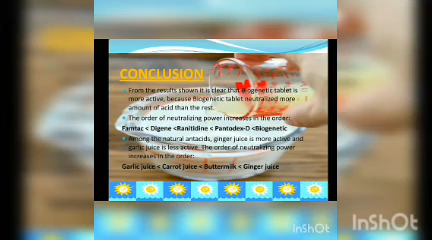 CONCLUSION
From the results shown it is clear that Biogenetic tablet is
more active, because Biogenetic tablet neutralized more
amount of acid than the rest.
The order of neutralizing power increases in the order:
Famtac < Digene <Ranitidine < Pantodex-D <Biogenetic
Among the natural antacids, ginger juice is more active and
garlic juice is less active. The order of neutralizing power
increases in the order:
Garlic juice < Carrot juice < Buttermilk < Ginger juice
InShOt
InShOt